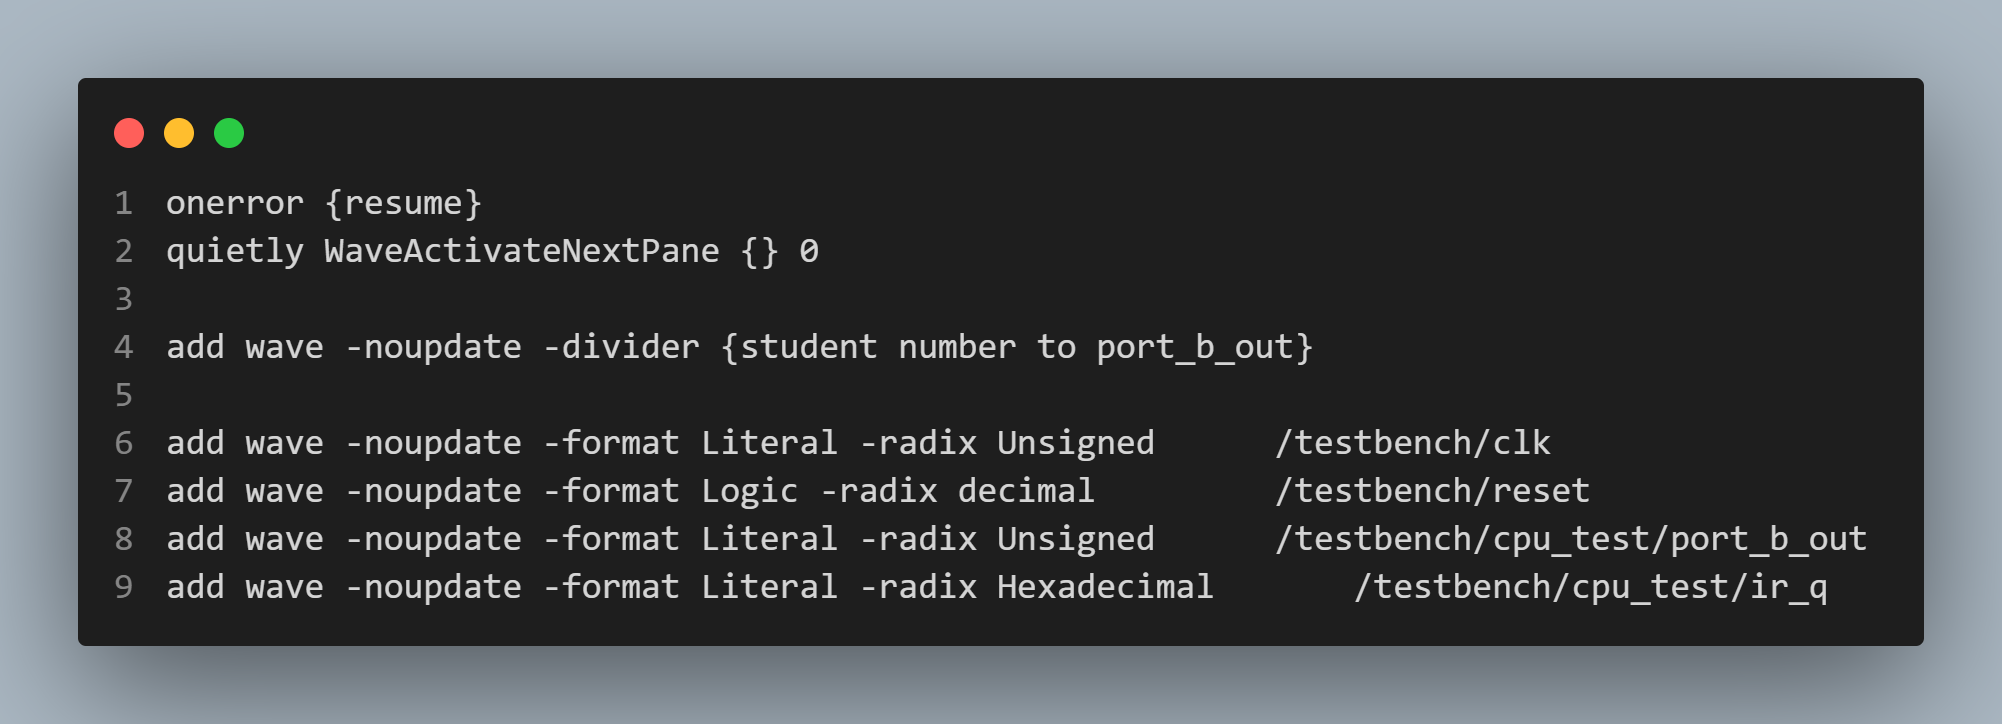 1 onerror {resume}
2 quietly WaveActivateNextPane {} 0
3
4 add wave -noupdate -divider {student number to port_b_out}
5
6 add wave -noupdate -format Literal -radix Unsigned      /testbench/clk
7 add wave -noupdate -format Logic -radix decimal         /testbench/reset
8 add wave -noupdate -format Literal -radix Unsigned      /testbench/cpu_test/port_b_out
9 add wave -noupdate -format Literal -radix Hexadecimal       /testbench/cpu_test/ir_q